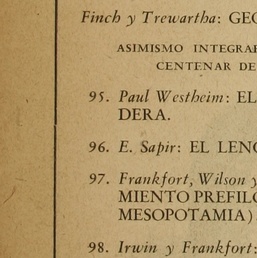 Finch y Trewartha: GEO
ASIMISMO INTEGRA
CENTENAR DE
95. Paul Westheim: EL
DERA.
96. E. Sapir: EL LENG
97. Frankfort, Wilson y
MIENTO PREFILO
MESOPOTAMIA)
98. Irwin y Frankfort: